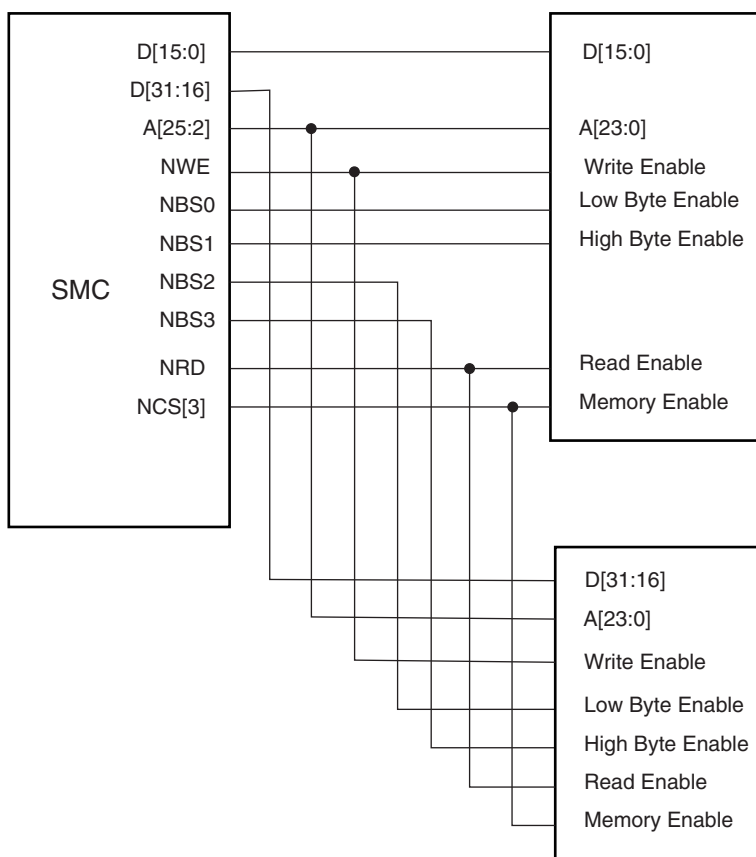 D[15:0]
D[31:16]
A[25:2]
NWE
NBS0
NBS1
NBS2
NBS3
NRD
NCS[3]
SMC
D[15:0]
A[23:0]
Write Enable
Low Byte Enable
High Byte Enable
Read Enable
Memory Enable
D[31:16]
A[23:0]
Write Enable
Low Byte Enable
High Byte Enable
Read Enable
Memory Enable